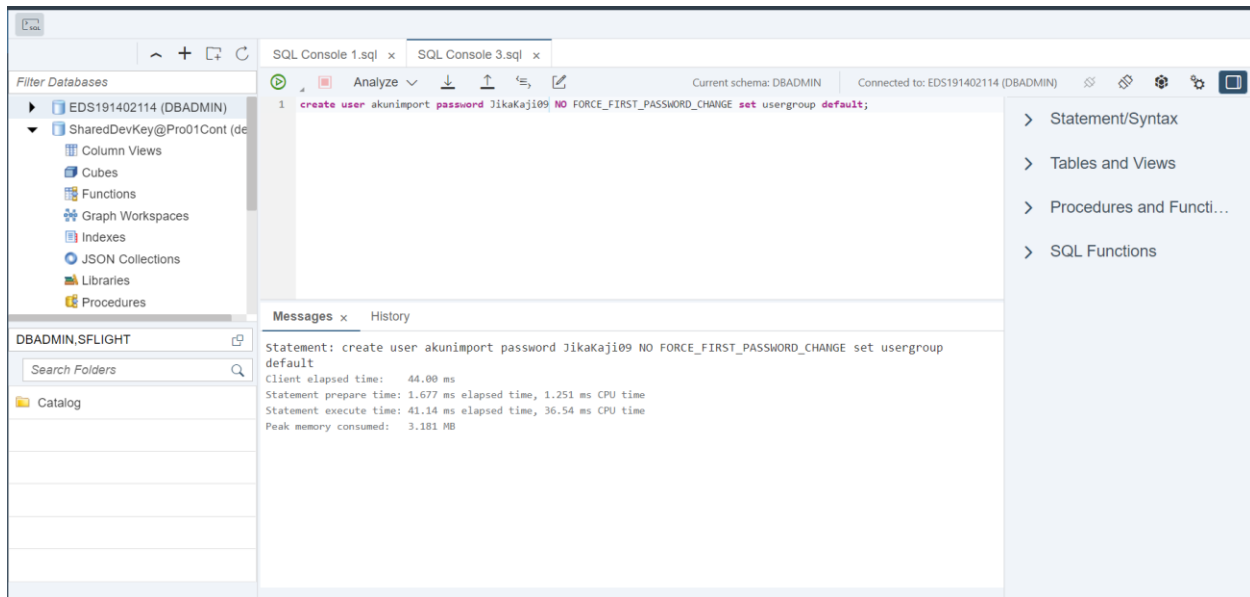 SQL
SQL Console 1.sql x
SQL Console 3.sql x
Filter Databases
Analyze
Current schema: DBADMIN
Connected to: EDS191402114 (DBADMIN)
EDS191402114 (DBADMIN)
SharedDevKey@Pro01Cont (de
Column Views
Cubes
Functions
Graph Workspaces
Indexes
JSON Collections
Libraries
Procedures
1 create user akunimport password JikaKaji09 NO FORCE_FIRST_PASSWORD_CHANGE set usergroup default;
Statement/Syntax
Tables and Views
Procedures and Functi...
SQL Functions
DBADMIN,SFLIGHT
Search Folders
Catalog
Messages x
History
Statement: create user akunimport password JikaKaji09 NO FORCE_FIRST_PASSWORD_CHANGE set usergroup
default
Client elapsed time: 44.00 ms
Statement prepare time: 1.677 ms elapsed time, 1.251 ms CPU time
Statement execute time: 41.14 ms elapsed time, 36.54 ms CPU time
Peak memory consumed: 3.181 MB